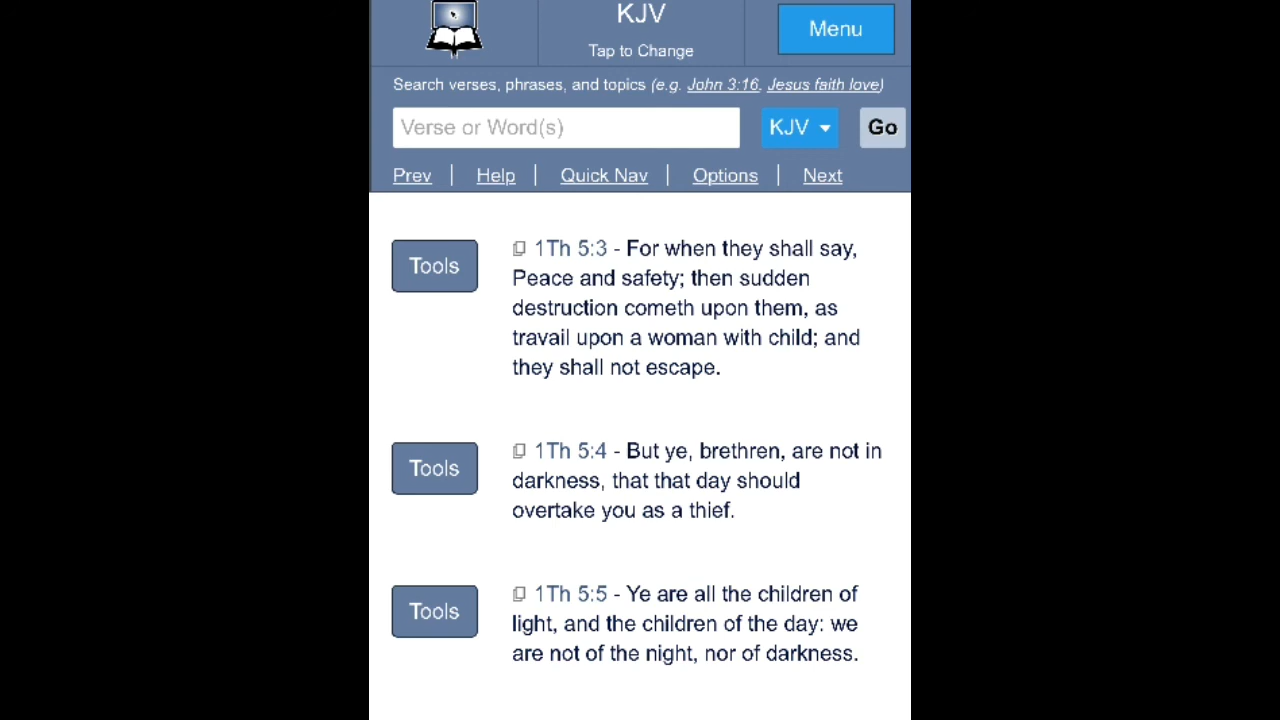 KJV
Tap to Change
Menu
Search verses, phrases, and topics (e.g. John 3:16, Jesus faith love)
Verse or Word(s)
KJV
Go
Prev | Help | Quick Nav | Options | Next
Tools
1Th 5:3 - For when they shall say,
Peace and safety; then sudden
destruction cometh upon them, as
travail upon a woman with child; and
they shall not escape.
Tools
1Th 5:4 - But ye, brethren, are not in
darkness, that that day should
overtake you as a thief.
Tools
1Th 5:5 - Ye are all the children of
light, and the children of the day: we
are not of the night, nor of darkness.